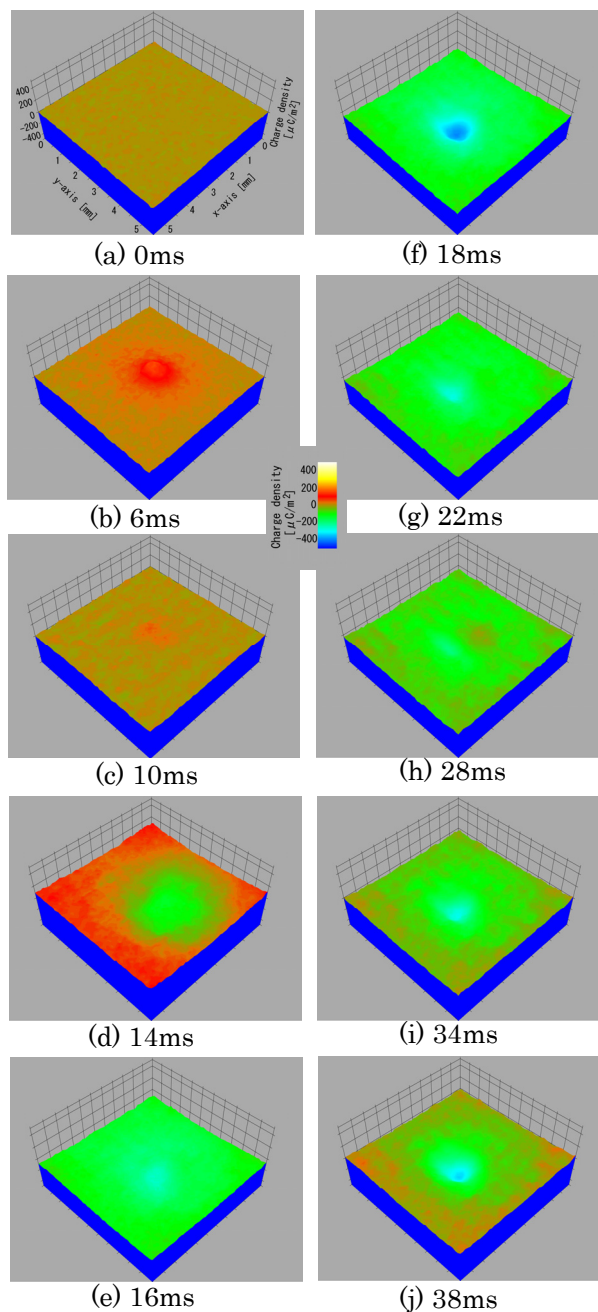 400
200
0
-200
-400
0
1
2
3
4
5
y-axis [mm]
0
1
2
3
4
5
x-axis [mm]
Charge density
[μC/m²]
(a) 0ms
(b) 6ms
(c) 10ms
(d) 14ms
(e) 16ms
Charge density
[μC/m²]
400
200
0
-200
-400
(f) 18ms
(g) 22ms
(h) 28ms
(i) 34ms
(j) 38ms